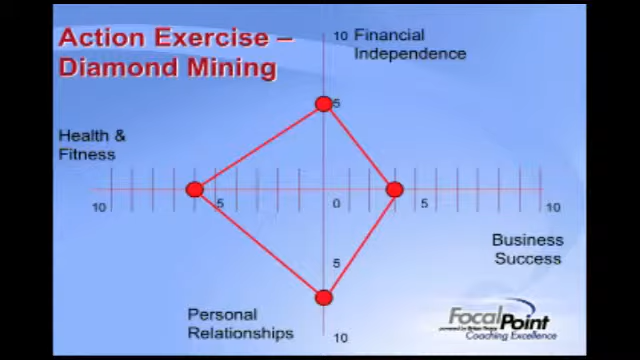 Action Exercise –
Diamond Mining
10 Financial
Independence
5
Health &
Fitness
10
5
0
5
10
Business
Success
5
Personal
Relationships
10
FocalPoint
Coaching Excellence